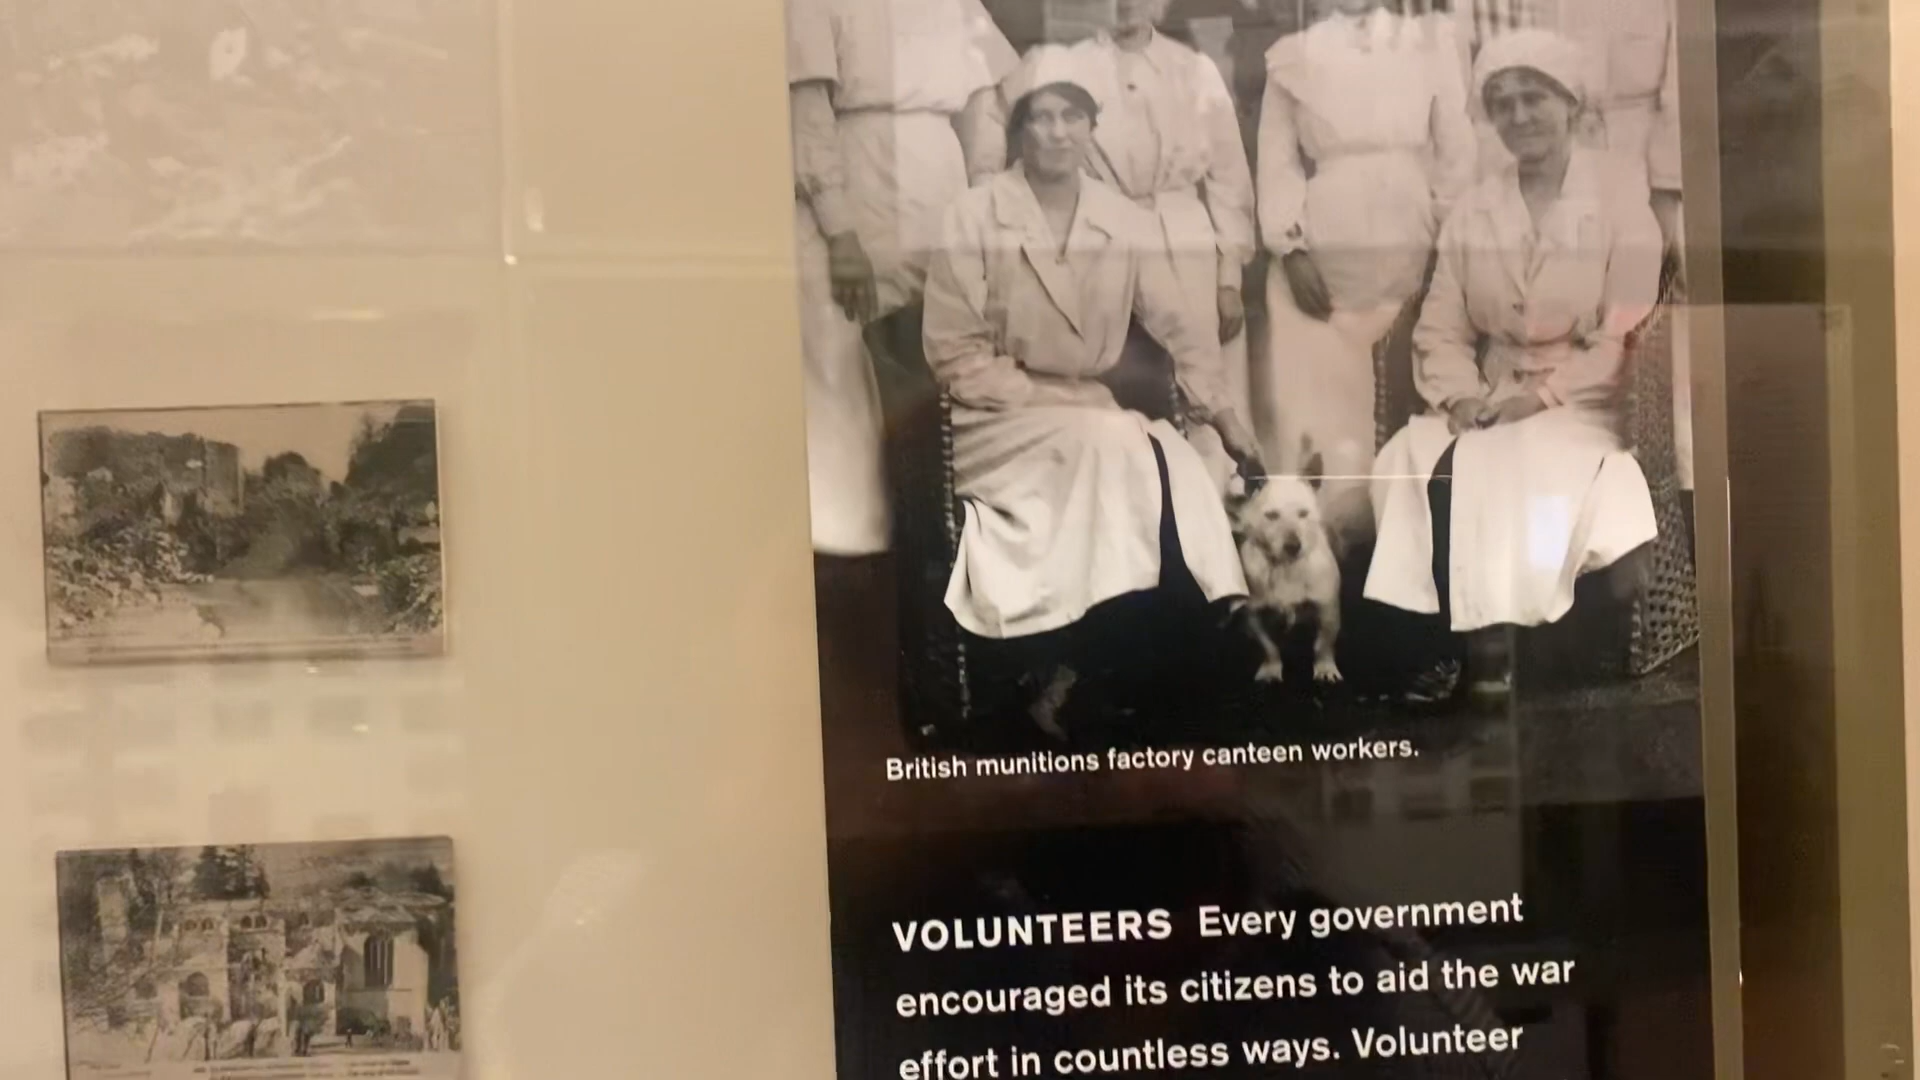 British munitions factory canteen workers.
VOLUNTEERS Every government
encouraged its citizens to aid the war
effort in countless ways. Volunteer